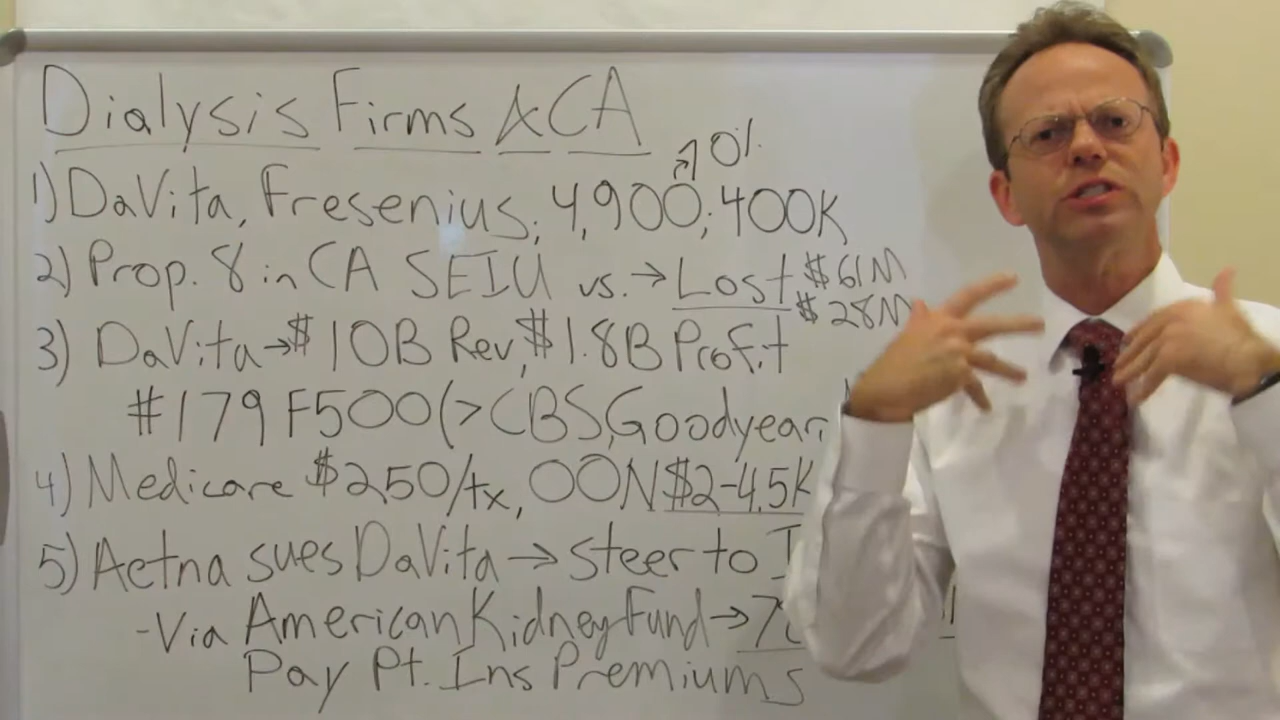 Dialysis Firms ACA
1) DaVita, Fresenius; 4,900; 400K
↗ 10%
2) Prop. 8 in CA SEIU vs. → Lost $61M
$28M
3) DaVita → $10B Rev, $1.8B Profit
#179 F500 (>CBS, Goodyear,
4) Medicare $250/tx, OON $2-4.5K
5) Aetna sues DaVita → steer to
- Via American Kidney Fund →
Pay Pt. Ins Premiums